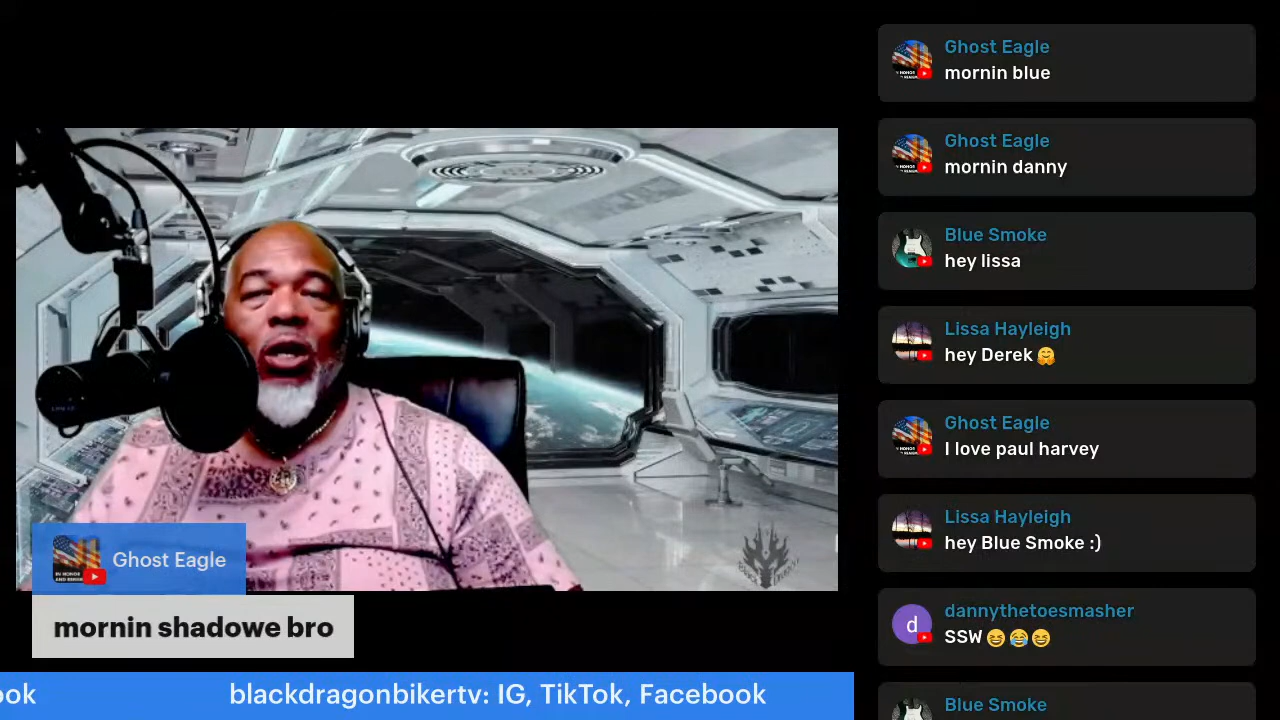 Ghost Eagle
mornin blue
Ghost Eagle
mornin danny
Blue Smoke
hey lissa
Lissa Hayleigh
hey Derek 🤗
Ghost Eagle
I love paul harvey
Lissa Hayleigh
hey Blue Smoke :)
d
dannythetoesmasher
SSW 😆😂😆
Blue Smoke
Ghost Eagle
IN HONOR
mornin shadowe bro
ook
blackdragonbikertv: IG, TikTok, Facebook